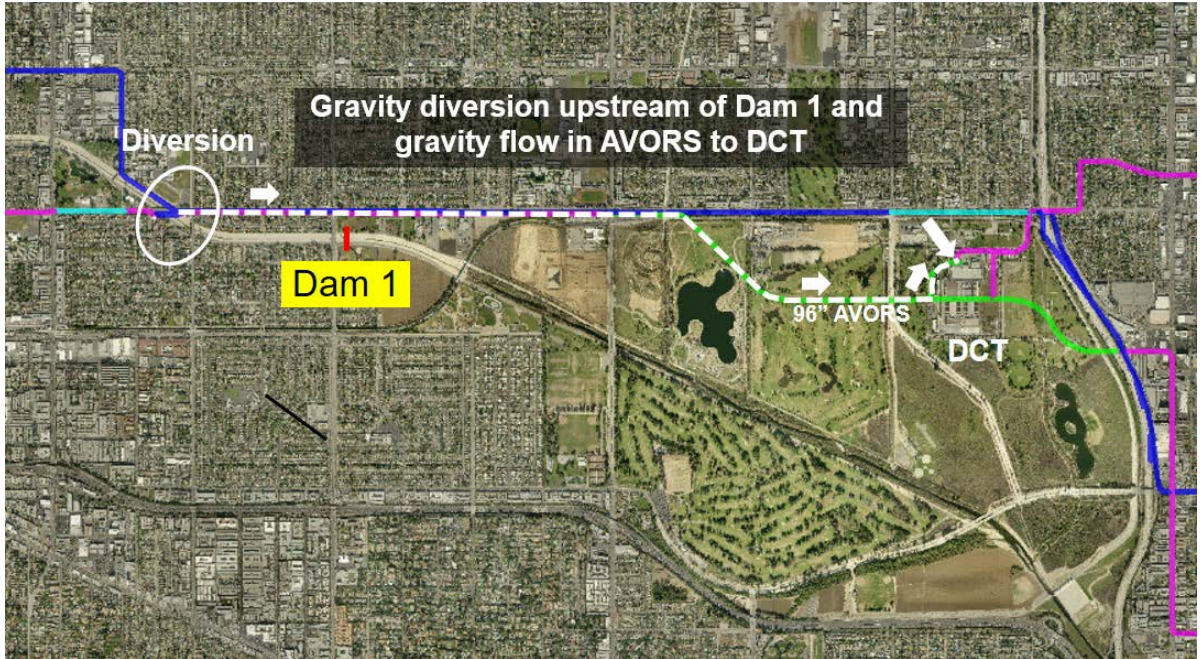 Gravity diversion upstream of Dam 1 and
gravity flow in AVORS to DCT
Diversion
Dam 1
96" AVORS
DCT